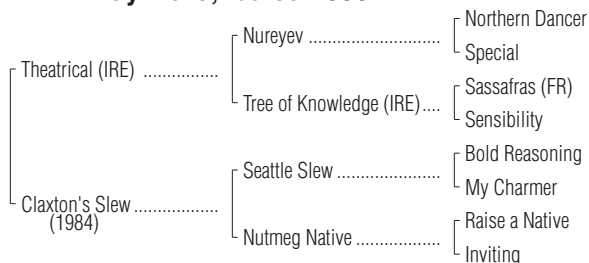 Northern Dancer
Nureyev ..............................
Special
Theatrical (IRE) .................
Sassafras (FR)
Tree of Knowledge (IRE)....
Sensibility
Bold Reasoning
Seattle Slew ........................
My Charmer
Claxton's Slew ...................
(1984)
Raise a Native
Nutmeg Native ...................
Inviting